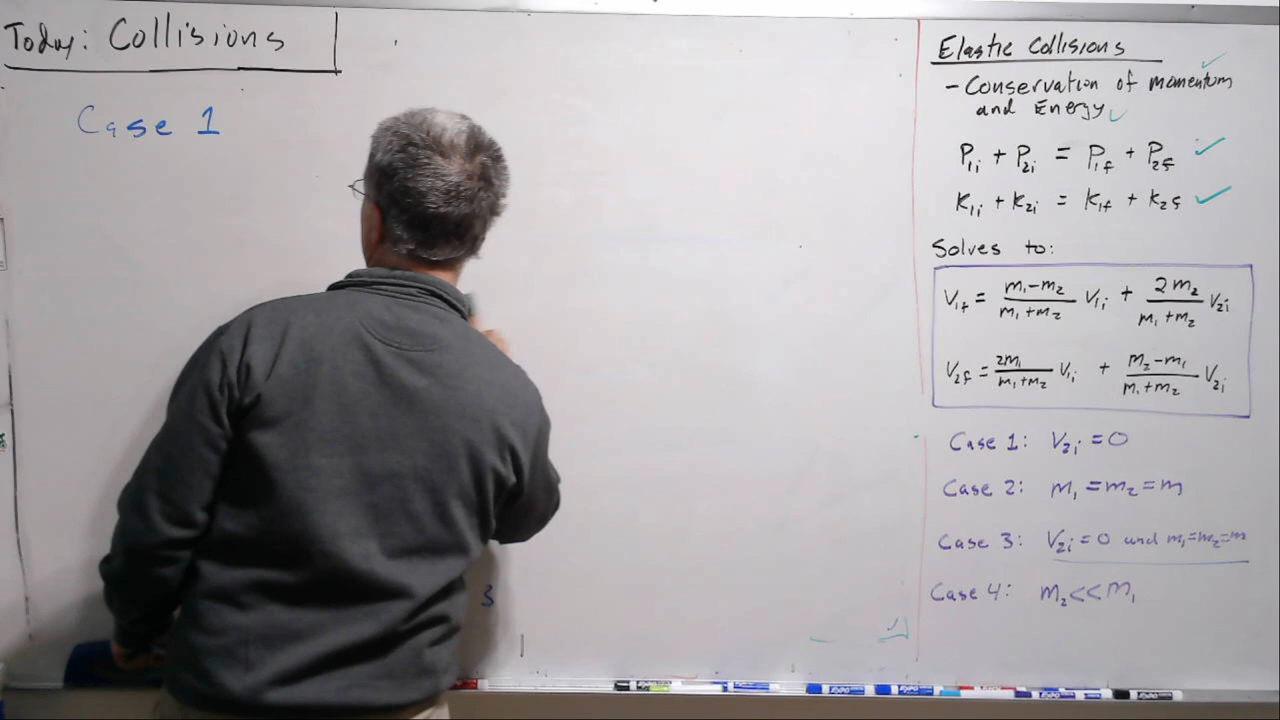 Today: Collisions
Case 1
3
Elastic Collisions
- Conservation of momentum
and Energy
P₁ᵢ + P₂ᵢ = P₁f + P₂f
K₁ᵢ + K₂ᵢ = K₁f + K₂f
Solves to:
V₁f = (m₁-m₂)/(m₁+m₂) V₁ᵢ + (2m₂)/(m₁+m₂) V₂ᵢ
V₂f = (2m₁)/(m₁+m₂) V₁ᵢ + (m₂-m₁)/(m₁+m₂) V₂ᵢ
Case 1: V₂ᵢ = 0
Case 2: m₁ = m₂ = m
Case 3: V₂ᵢ = 0 and m₁=m₂=m
Case 4: m₂<<m₁